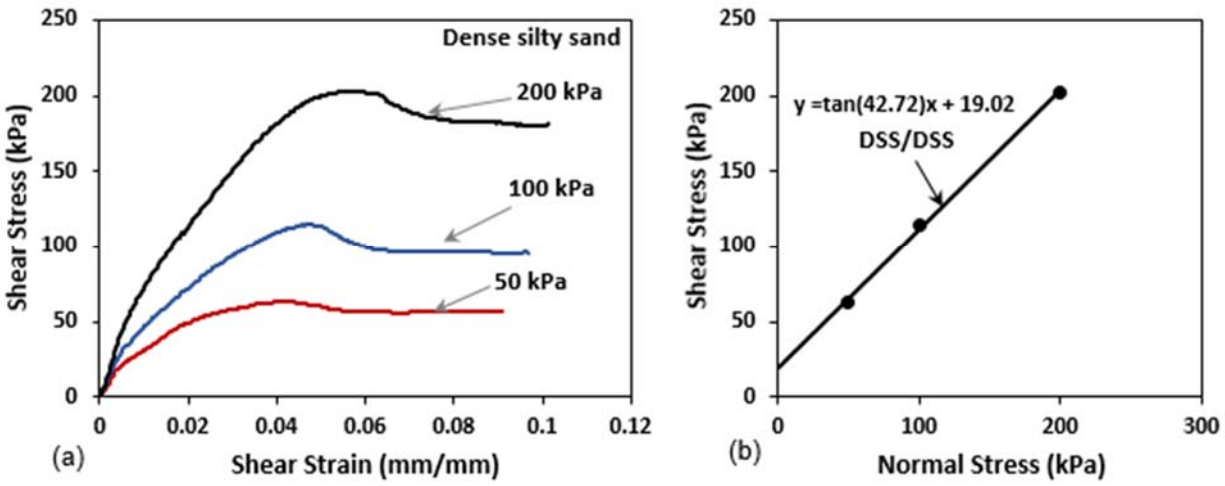 250
200
150
100
50
0
Shear Stress (kPa)
Dense silty sand
200 kPa
100 kPa
50 kPa
0 0.02 0.04 0.06 0.08 0.1 0.12
(a) Shear Strain (mm/mm)
250
200
150
100
50
0
Shear Stress (kPa)
y =tan(42.72)x + 19.02
DSS/DSS
0 100 200 300
(b) Normal Stress (kPa)